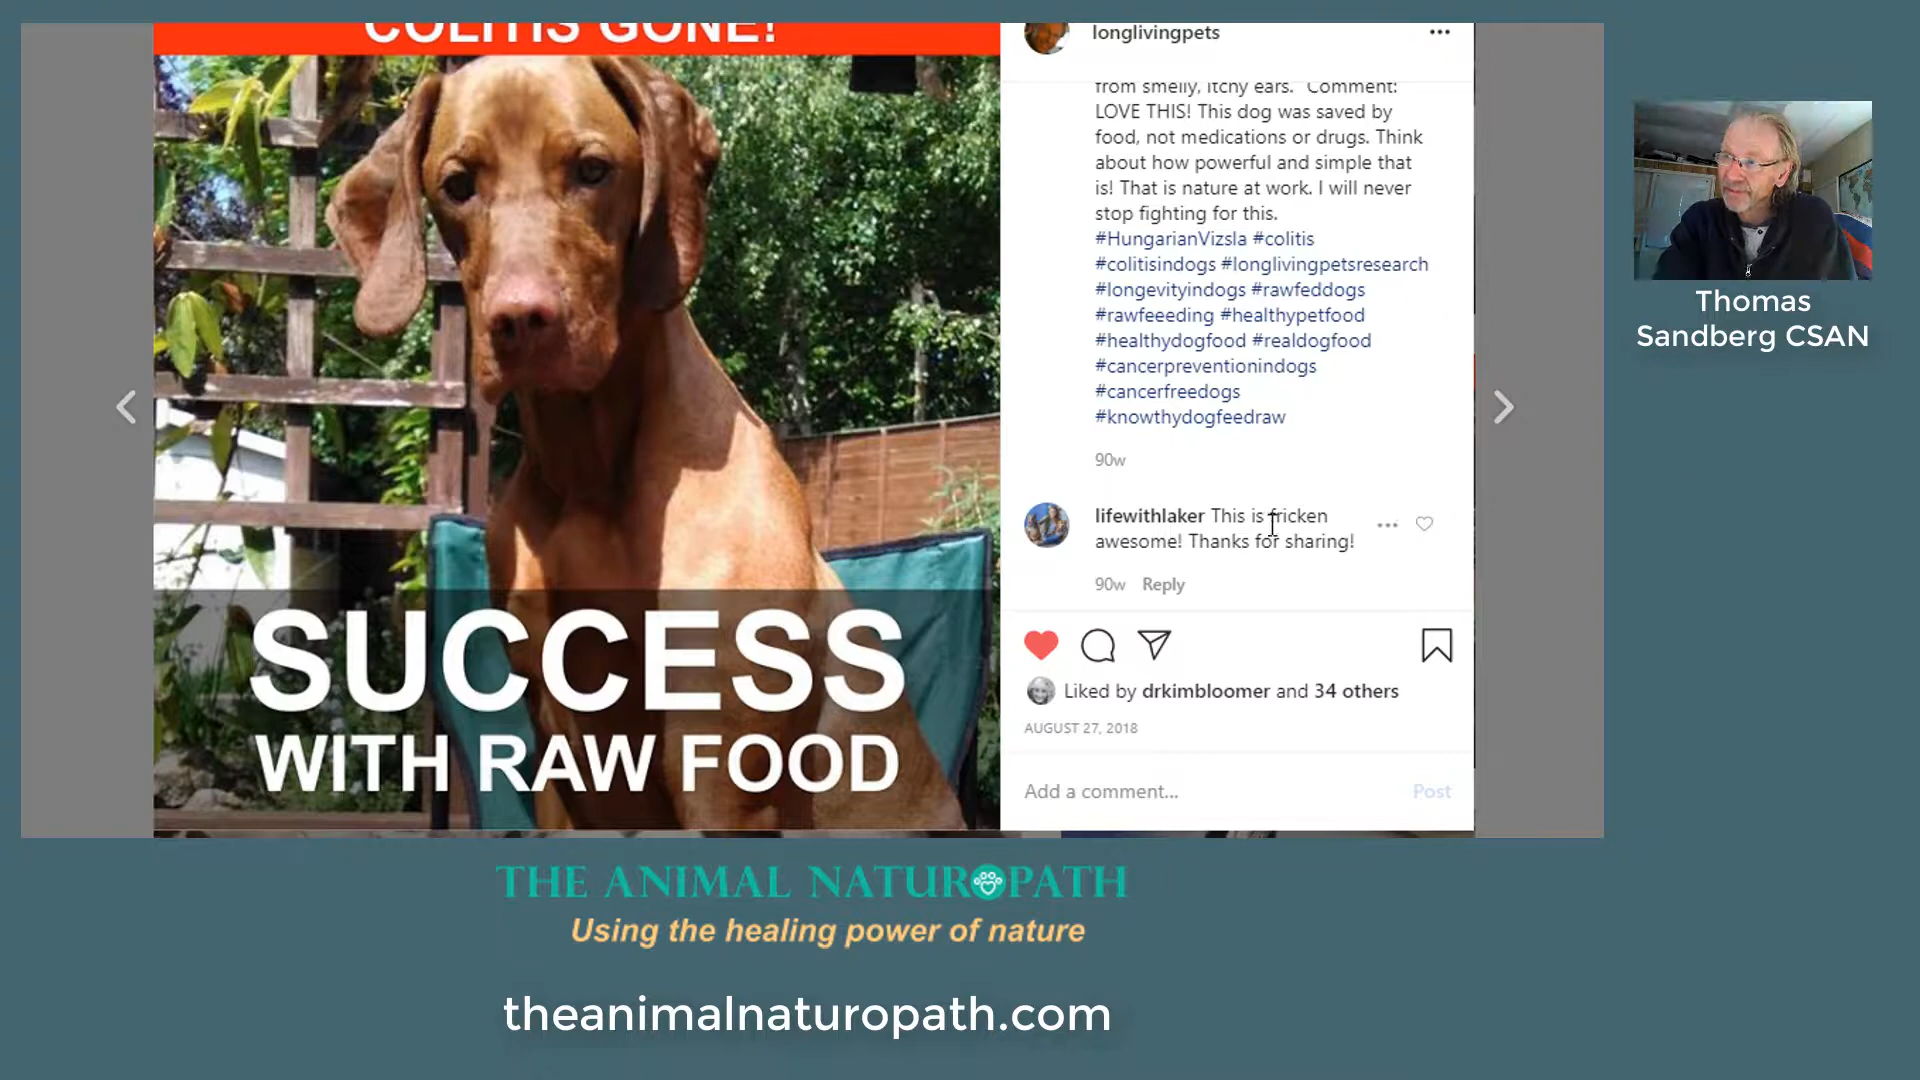 COLITIS GONE!
SUCCESS
WITH RAW FOOD
longlivingpets
from smelly, itchy ears." Comment:
LOVE THIS! This dog was saved by
food, not medications or drugs. Think
about how powerful and simple that
is! That is nature at work. I will never
stop fighting for this.
#HungarianVizsla #colitis
#colitisindogs #longlivingpetsresearch
#longevityindogs #rawfeddogs
#rawfeeeding #healthypetfood
#healthydogfood #realdogfood
#cancerpreventionindogs
#cancerfreedogs
#knowthydogfeedraw
90w
lifewithlaker This is fricken
awesome! Thanks for sharing!
90w Reply
Liked by drkimbloomer and 34 others
AUGUST 27, 2018
Add a comment...
Post
Thomas
Sandberg CSAN
THE ANIMAL NATUROPATH
Using the healing power of nature
theanimalnaturopath.com